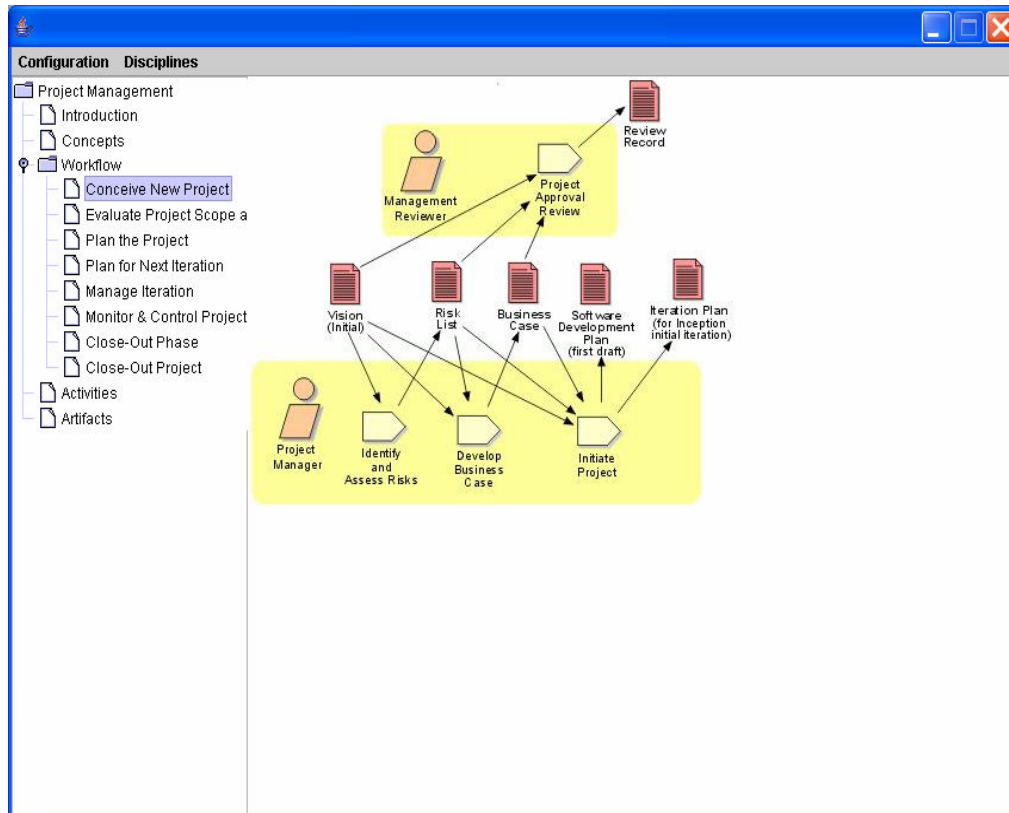 Configuration Disciplines
Project Management
Introduction
Concepts
Workflow
Conceive New Project
Evaluate Project Scope a
Plan the Project
Plan for Next Iteration
Manage Iteration
Monitor & Control Project
Close-Out Phase
Close-Out Project
Activities
Artifacts
Review
Record
Management
Reviewer
Project
Approval
Review
Vision
(Initial)
Risk
List
Business
Case
Software
Development
Plan
(first draft)
Iteration Plan
(for Inception
initial iteration)
Project
Manager
Identify
and
Assess Risks
Develop
Business
Case
Initiate
Project